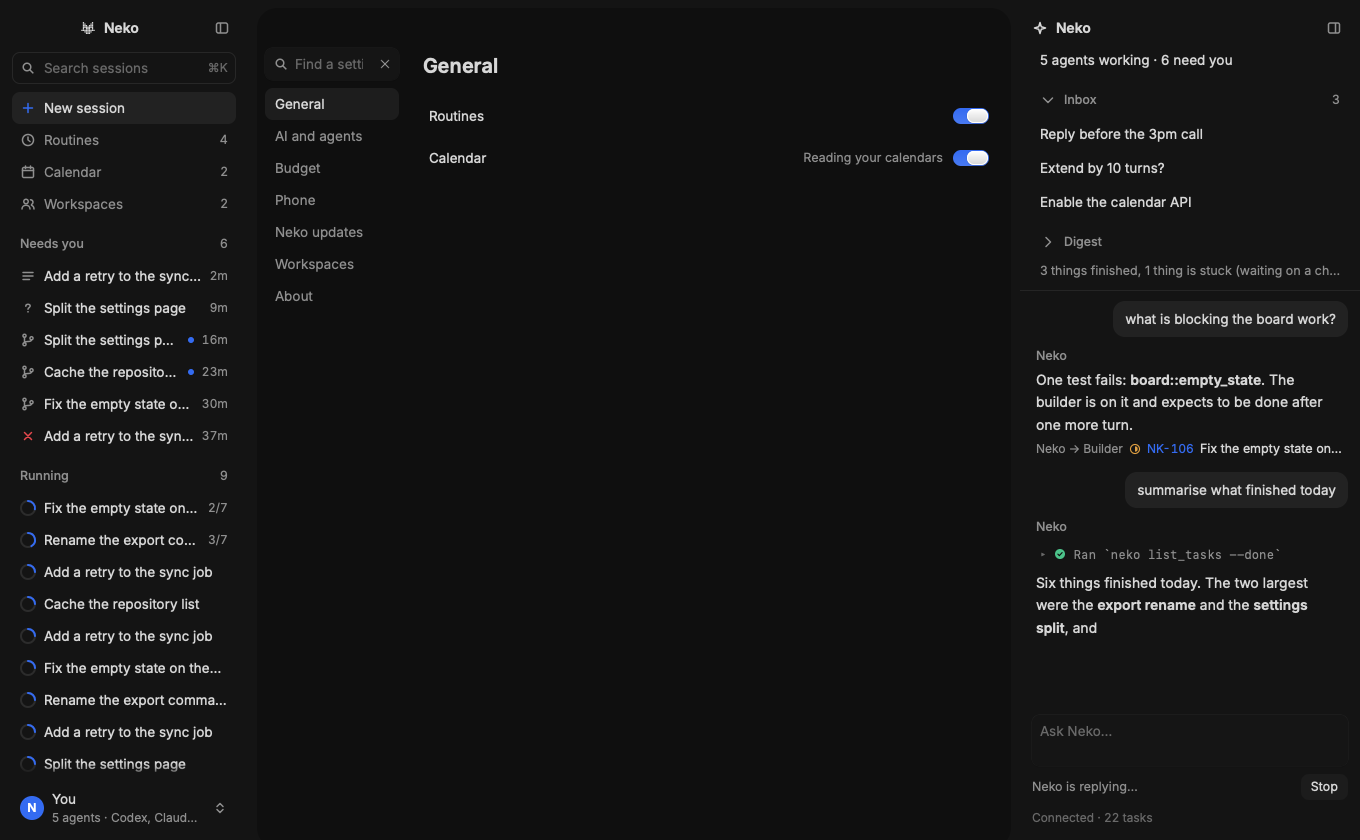 Neko
Search sessions ⌘K
New session
Routines 4
Calendar 2
Workspaces 2
Needs you 6
Add a retry to the sync... 2m
? Split the settings page 9m
Split the settings p... 16m
Cache the reposito... 23m
Fix the empty state o... 30m
Add a retry to the syn... 37m
Running 9
Fix the empty state on... 2/7
Rename the export co... 3/7
Add a retry to the sync job
Cache the repository list
Add a retry to the sync job
Fix the empty state on the...
Rename the export comma...
Add a retry to the sync job
Split the settings page
N You
5 agents · Codex, Claud...
Find a setti
General
AI and agents
Budget
Phone
Neko updates
Workspaces
About
General
Routines
Calendar Reading your calendars
Neko
5 agents working · 6 need you
Inbox 3
Reply before the 3pm call
Extend by 10 turns?
Enable the calendar API
Digest
3 things finished, 1 thing is stuck (waiting on a ch...
what is blocking the board work?
Neko
One test fails: board::empty_state. The
builder is on it and expects to be done after
one more turn.
Neko → Builder NK-106 Fix the empty state on...
summarise what finished today
Neko
Ran `neko list_tasks --done`
Six things finished today. The two largest
were the export rename and the settings
split, and
Ask Neko...
Neko is replying... Stop
Connected · 22 tasks